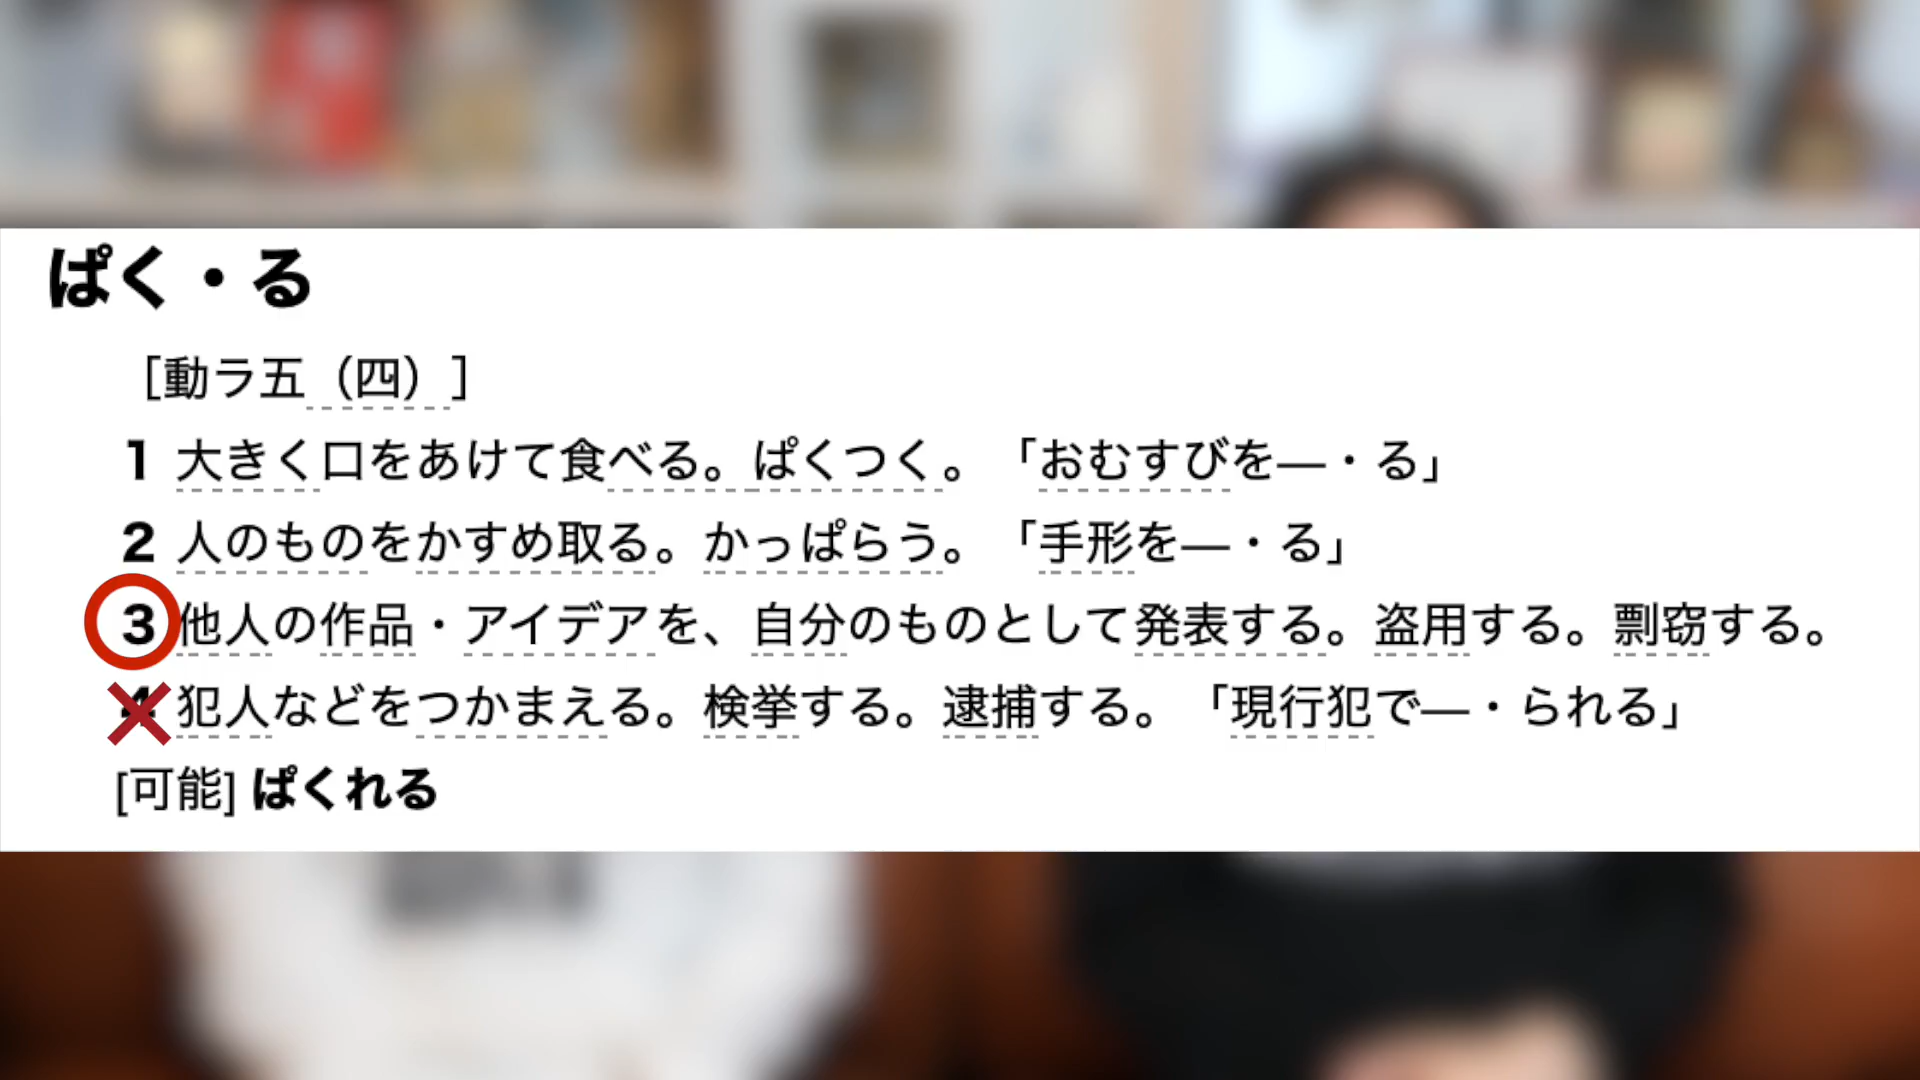 ぱく・る
［動ラ五（四）］
1 大きく口をあけて食べる。ぱくつく。「おむすびを―・る」
2 人のものをかすめ取る。かっぱらう。「手形を―・る」
3 他人の作品・アイデアを、自分のものとして発表する。盗用する。剽窃する。
4 犯人などをつかまえる。検挙する。逮捕する。「現行犯で―・られる」
[可能] ぱくれる